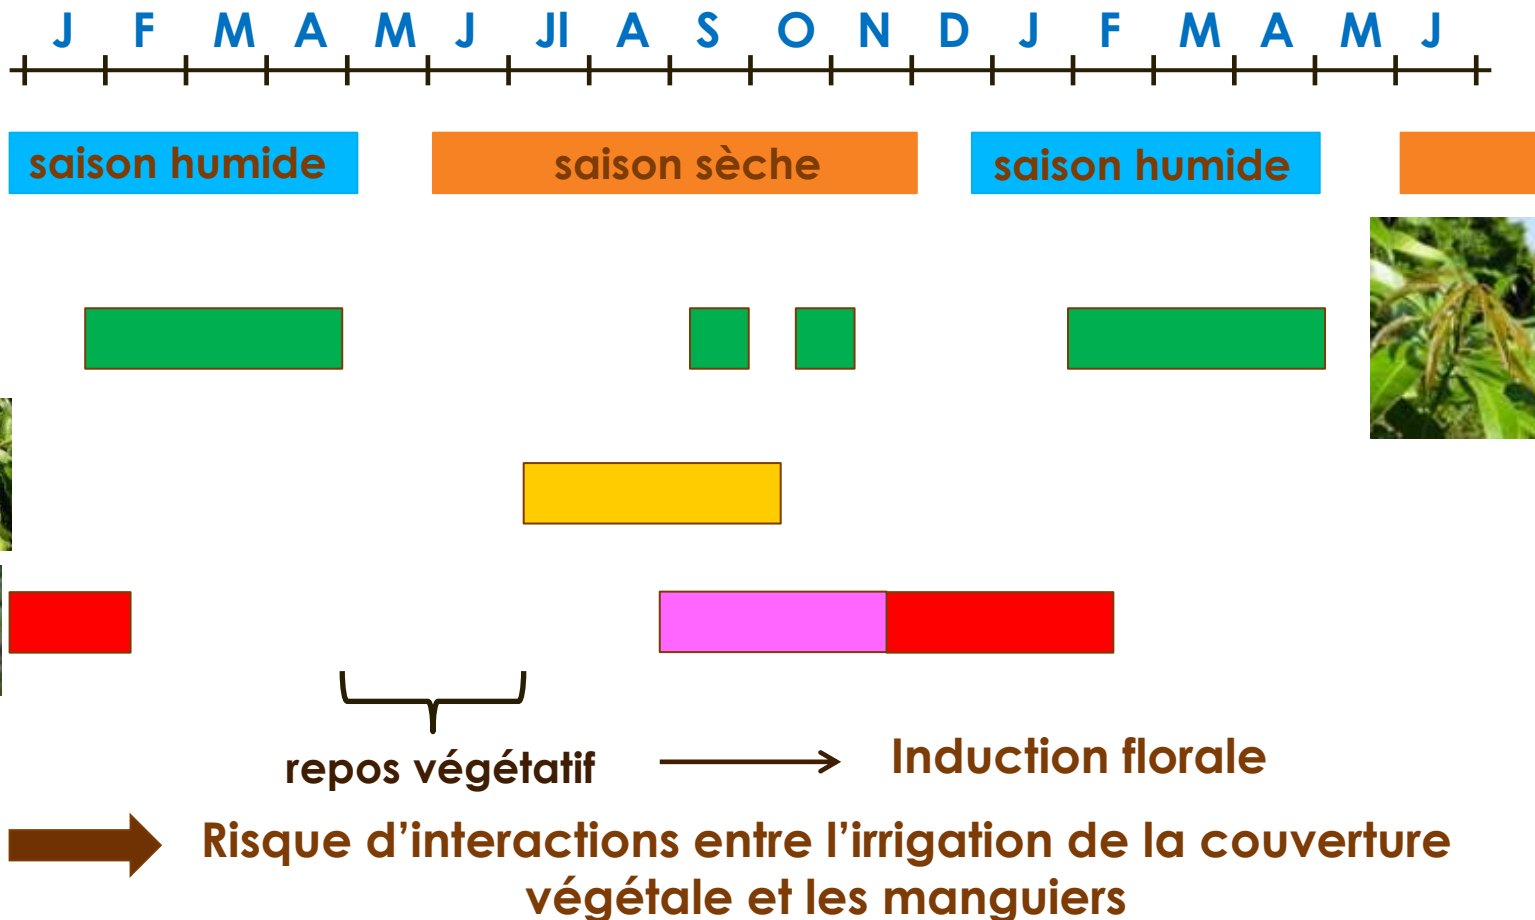 J F M A M J Jl A S O N D J F M A M J
saison humide saison sèche saison humide
repos végétatif Induction florale
Risque d’interactions entre l’irrigation de la couverture
végétale et les manguiers